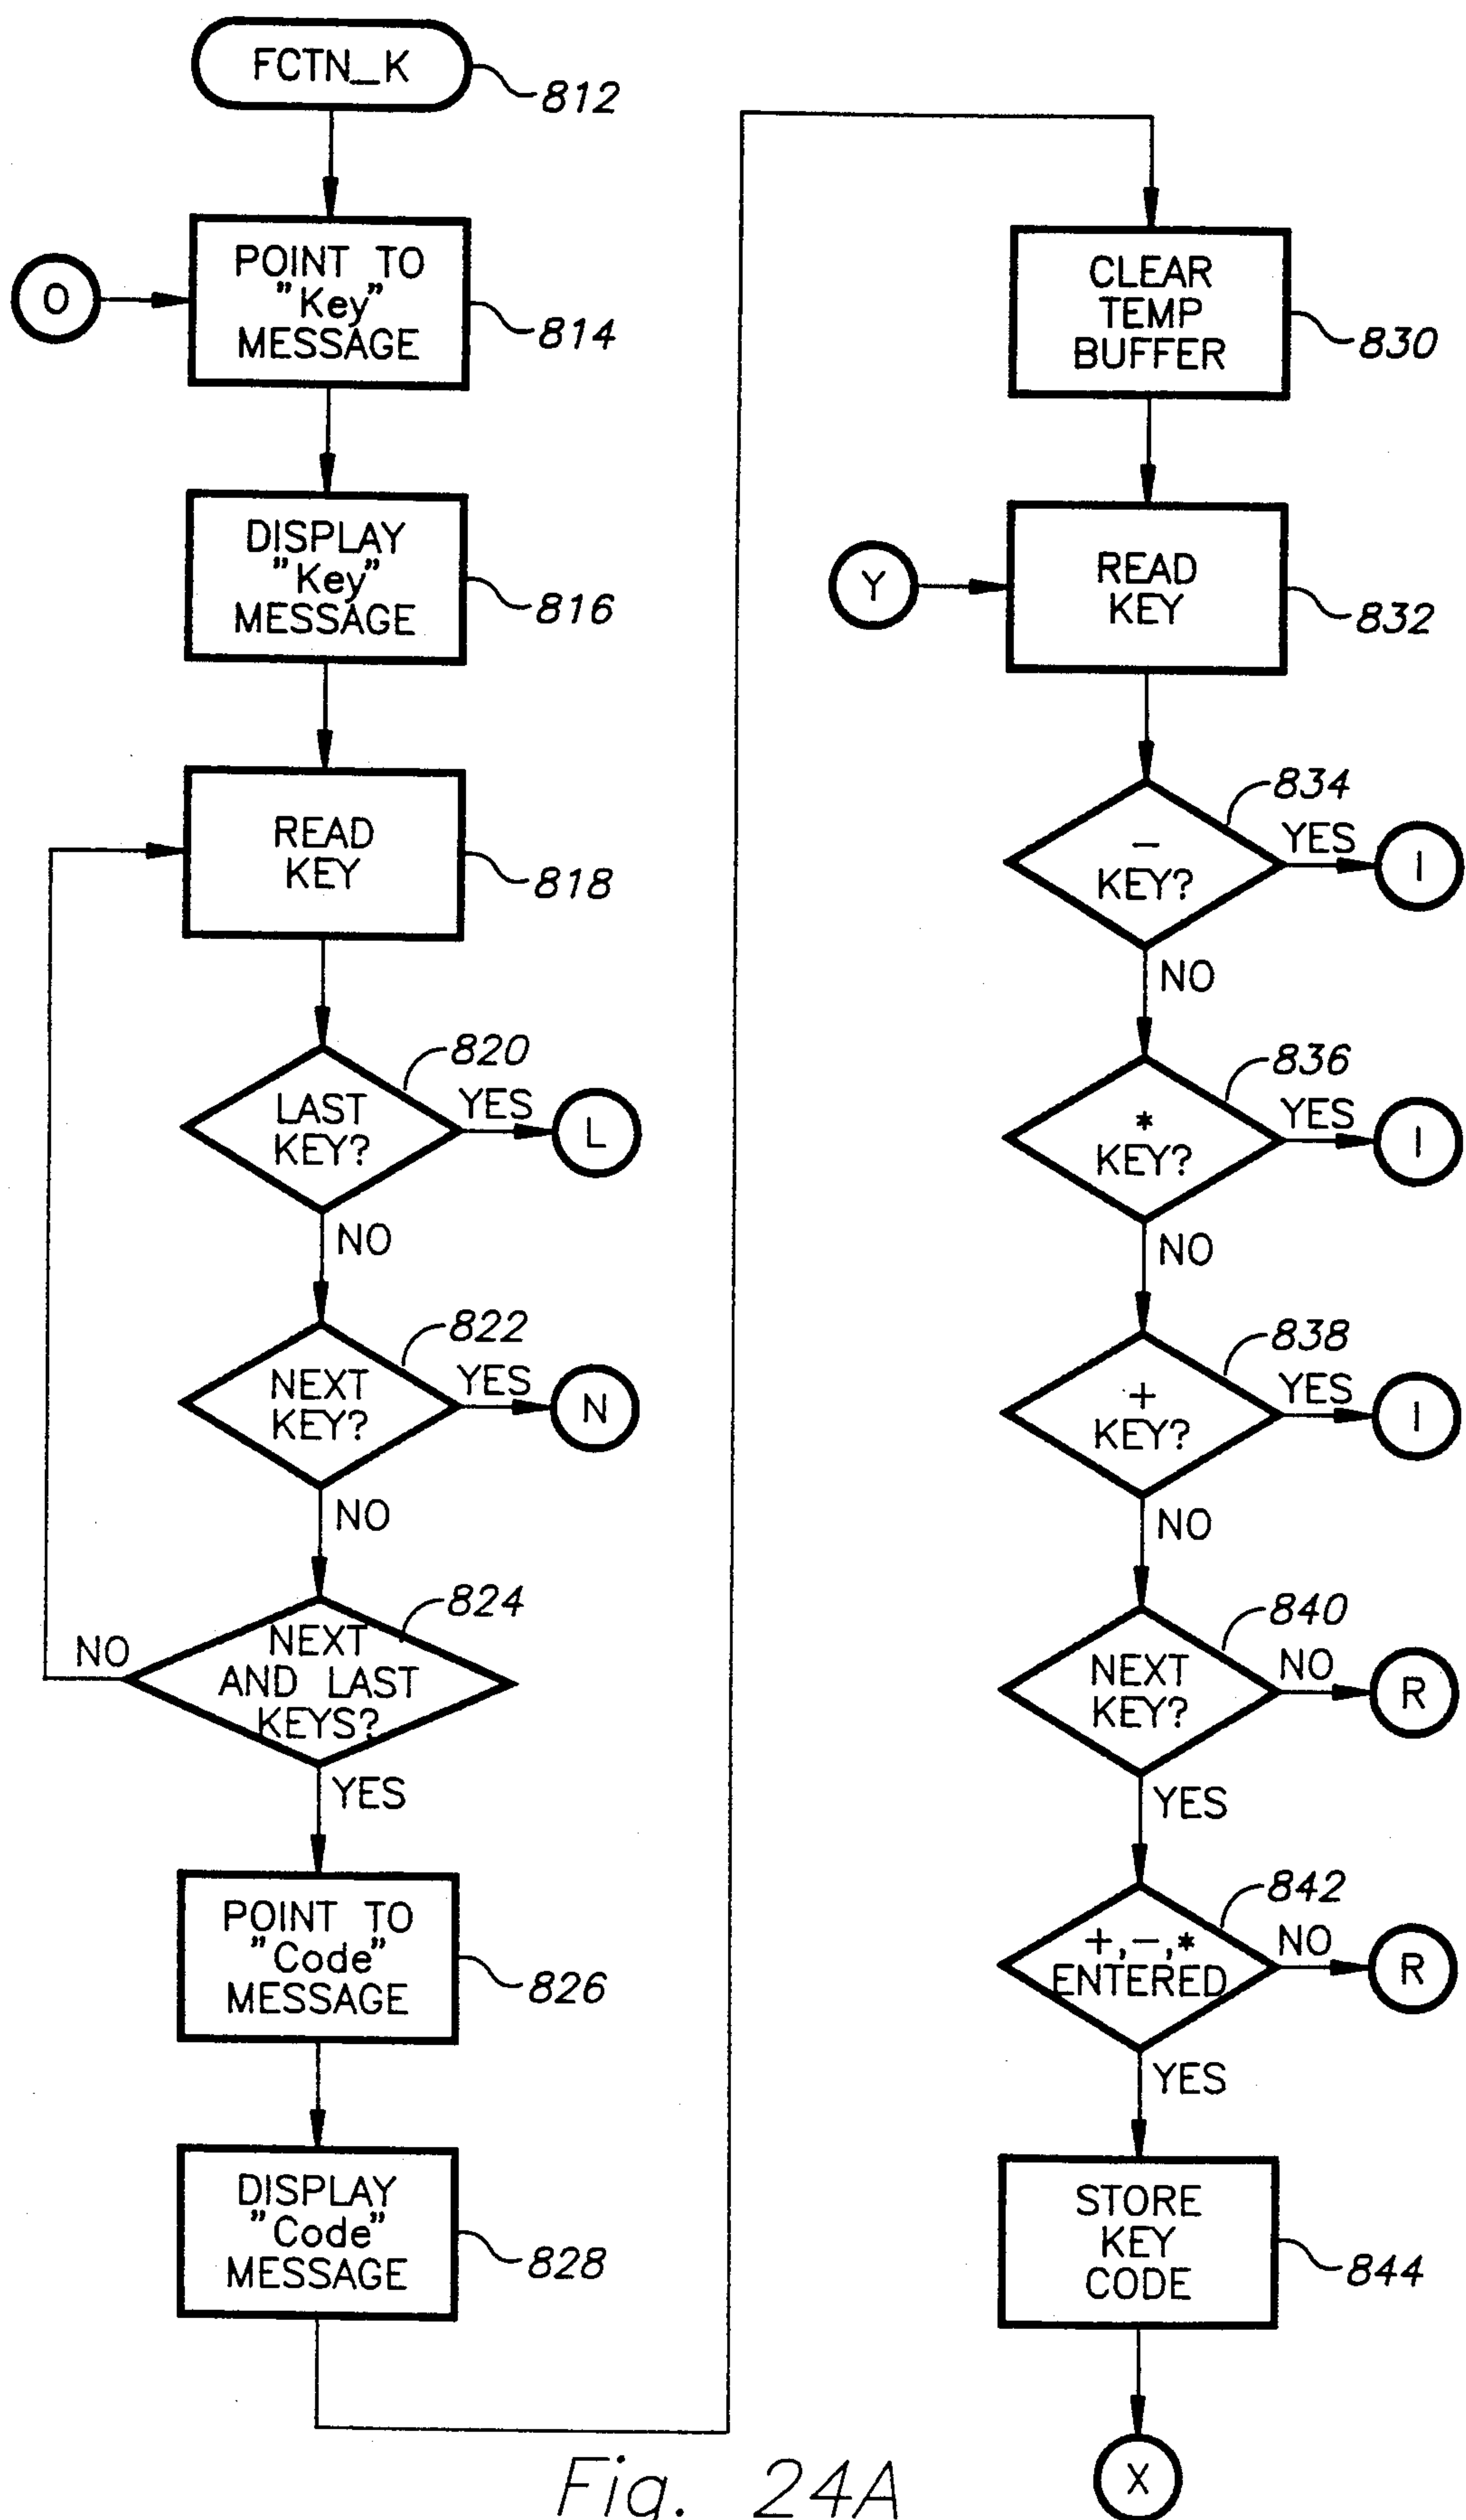 FCTN_K
812
O
POINT TO
"Key"
MESSAGE
814
DISPLAY
"Key"
MESSAGE
816
READ
KEY
818
820
LAST
KEY?
YES
L
NO
822
NEXT
KEY?
YES
N
NO
824
NEXT
AND LAST
KEYS?
NO
YES
POINT TO
"Code"
MESSAGE
826
DISPLAY
"Code"
MESSAGE
828
CLEAR
TEMP
BUFFER
830
Y
READ
KEY
832
834
–
KEY?
YES
I
NO
836
*
KEY?
YES
I
NO
838
+
KEY?
YES
I
NO
840
NEXT
KEY?
NO
R
YES
842
+,–,*
ENTERED
NO
R
YES
STORE
KEY
CODE
844
X
Fig. 24A